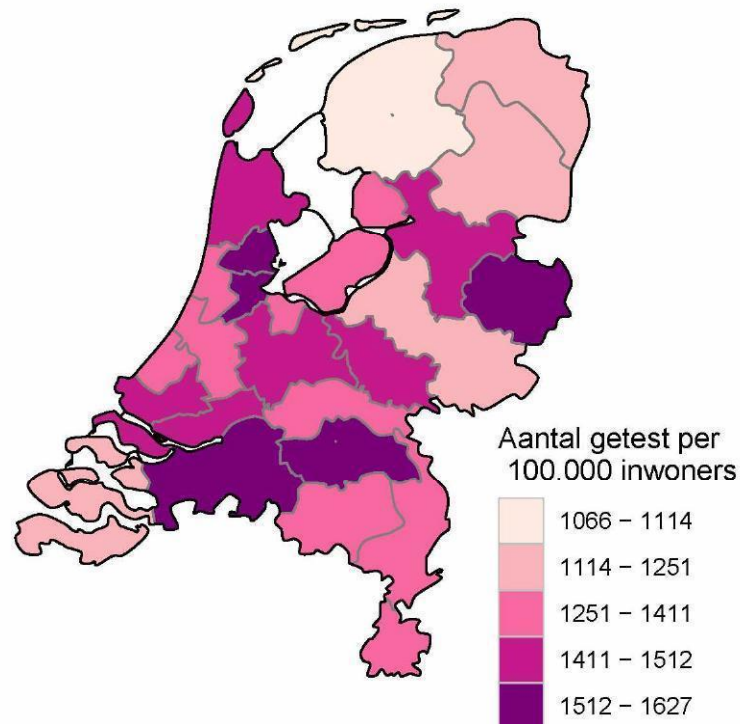 Aantal getest per
100.000 inwoners
1066 − 1114
1114 − 1251
1251 − 1411
1411 − 1512
1512 − 1627